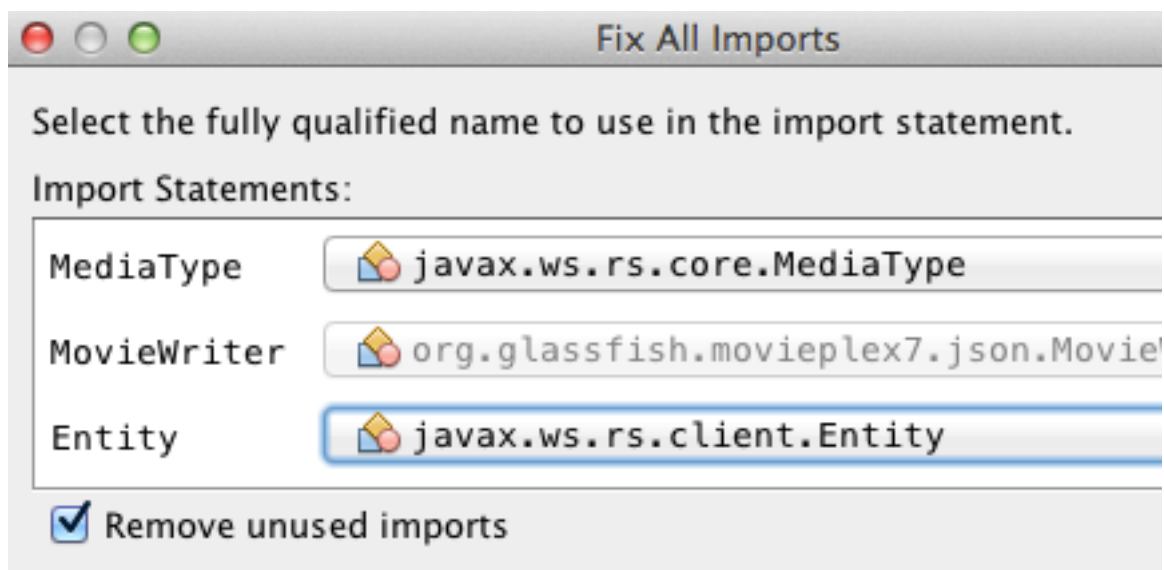 Fix All Imports
Select the fully qualified name to use in the import statement.
Import Statements:
MediaType javax.ws.rs.core.MediaType
MovieWriter org.glassfish.movieplex7.json.Movie
Entity javax.ws.rs.client.Entity
Remove unused imports